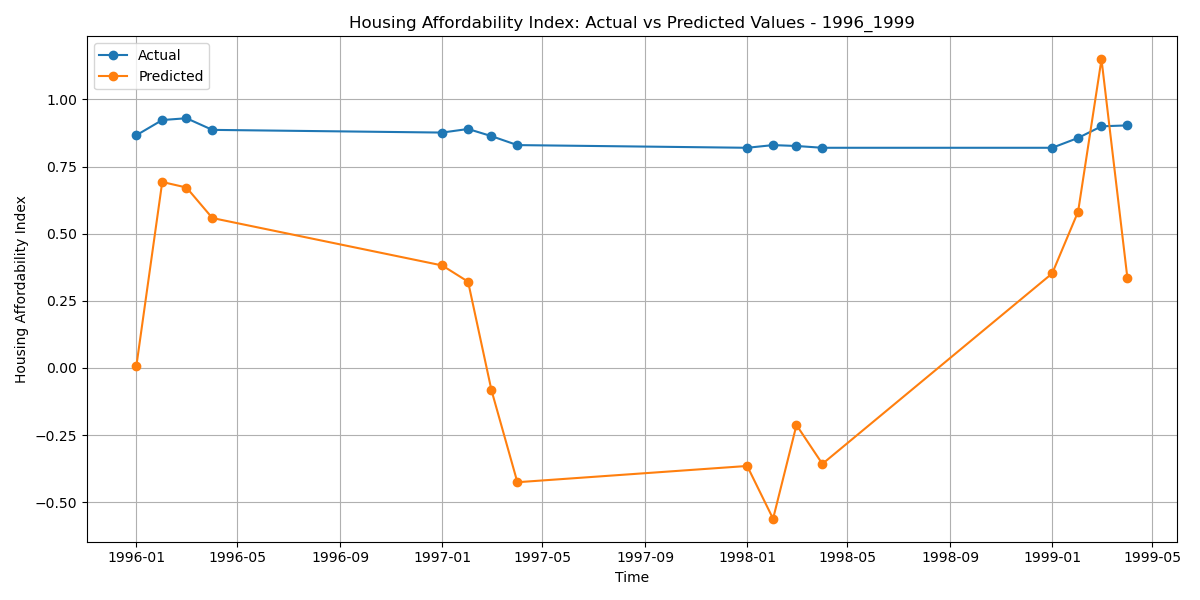 Housing Affordability Index: Actual vs Predicted Values - 1996_1999
Actual
Predicted
Housing Affordability Index
1.00
0.75
0.50
0.25
0.00
−0.25
−0.50
1996-01 1996-05 1996-09 1997-01 1997-05 1997-09 1998-01 1998-05 1998-09 1999-01 1999-05
Time